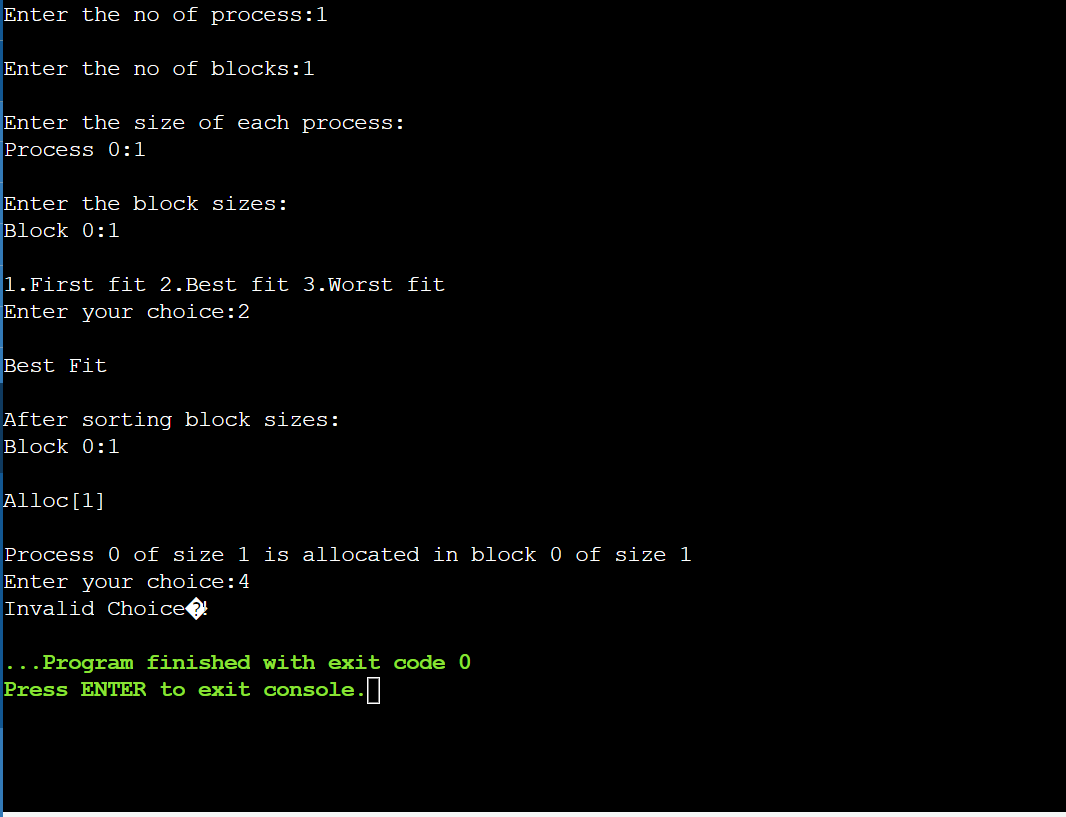 Enter the no of process:1
Enter the no of blocks:1
Enter the size of each process:
Process 0:1
Enter the block sizes:
Block 0:1
1.First fit 2.Best fit 3.Worst fit
Enter your choice:2
Best Fit
After sorting block sizes:
Block 0:1
Alloc[1]
Process 0 of size 1 is allocated in block 0 of size 1
Enter your choice:4
Invalid Choice�!
...Program finished with exit code 0
Press ENTER to exit console.